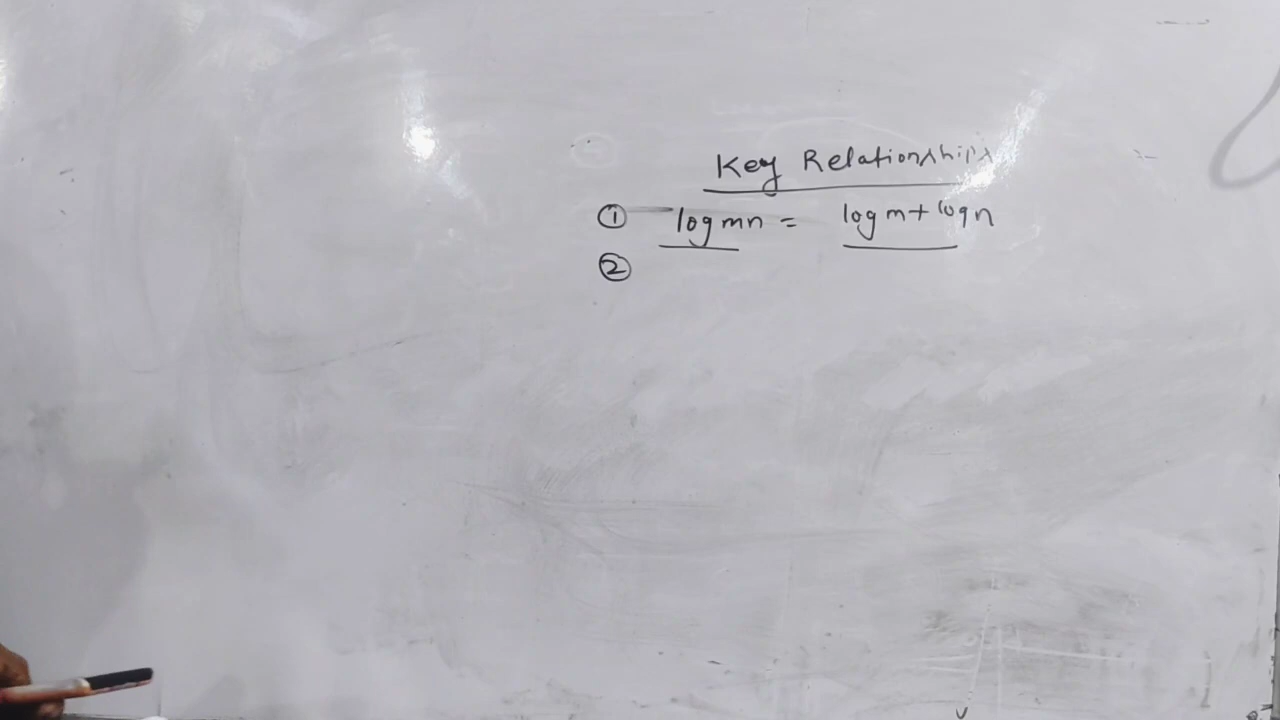 Key Relationships
① log mn = log m + log n
②